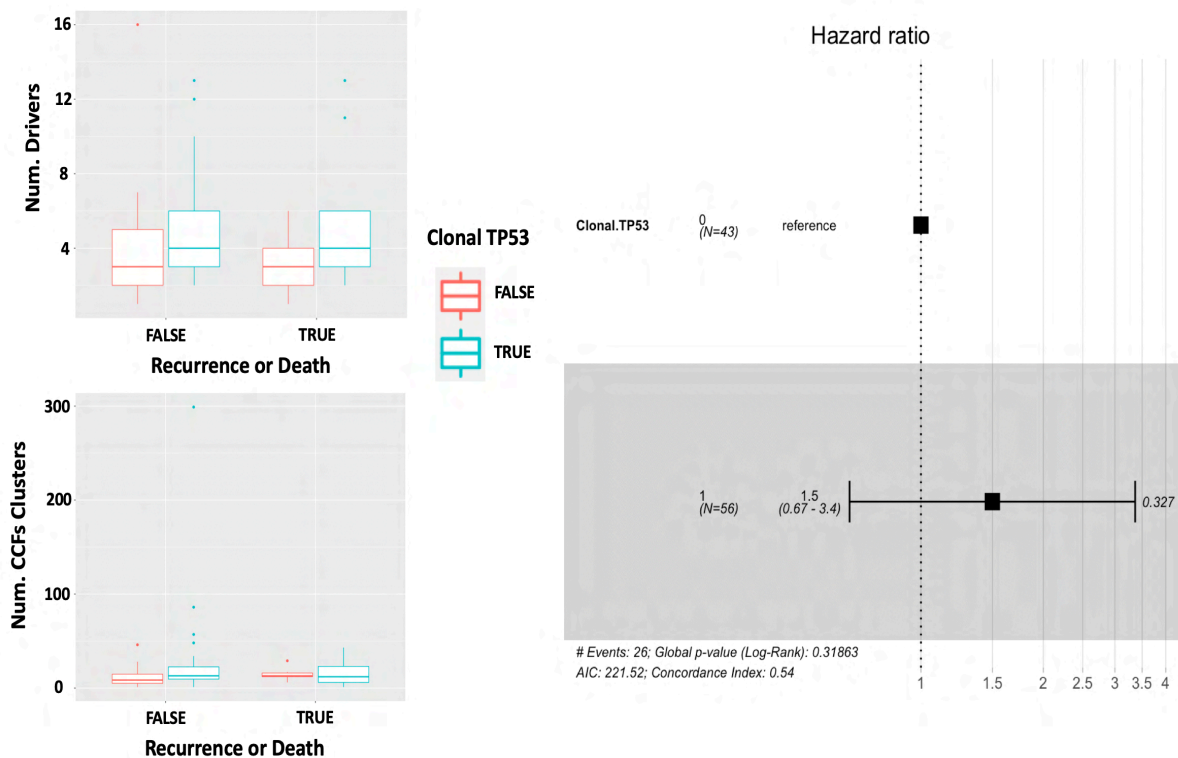 Num. Drivers
16
12
8
4
FALSE
TRUE
Recurrence or Death
Num. CCFs Clusters
300
200
100
0
FALSE
TRUE
Recurrence or Death
Clonal TP53
FALSE
TRUE
Hazard ratio
Clonal.TP53
0
(N=43)
reference
1
(N=56)
1.5
(0.67 - 3.4)
0.327
# Events: 26; Global p-value (Log-Rank): 0.31863
AIC: 221.52; Concordance Index: 0.54
1 1.5 2 2.5 3 3.5 4